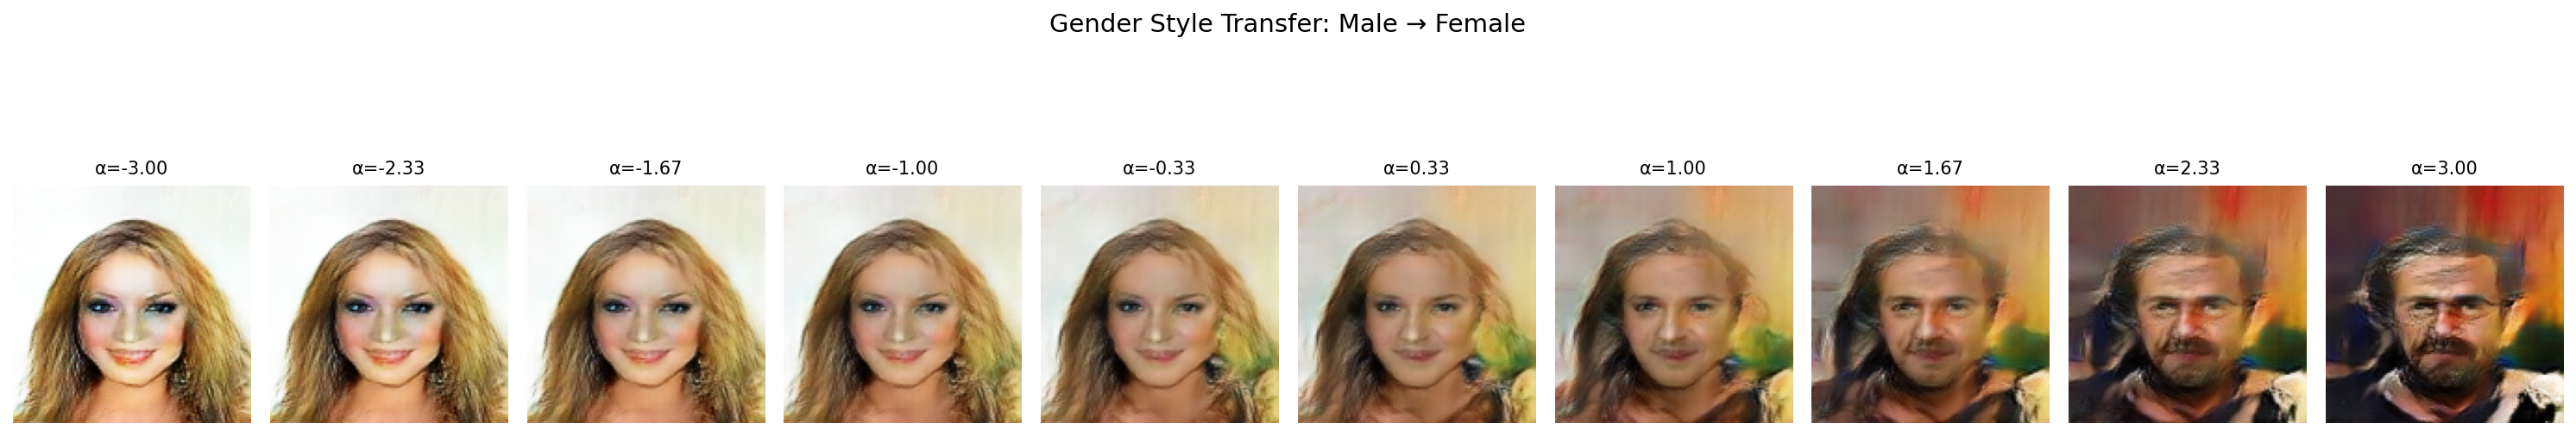 Gender Style Transfer: Male → Female
α=-3.00 α=-2.33 α=-1.67 α=-1.00 α=-0.33 α=0.33 α=1.00 α=1.67 α=2.33 α=3.00